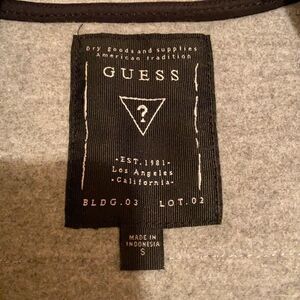 Dry goods and supplies
American tradition
GUESS
?
•EST.1981•
•Los Angeles
•California•
BLDG.03 LOT.02
MADE IN
INDONESIA
S